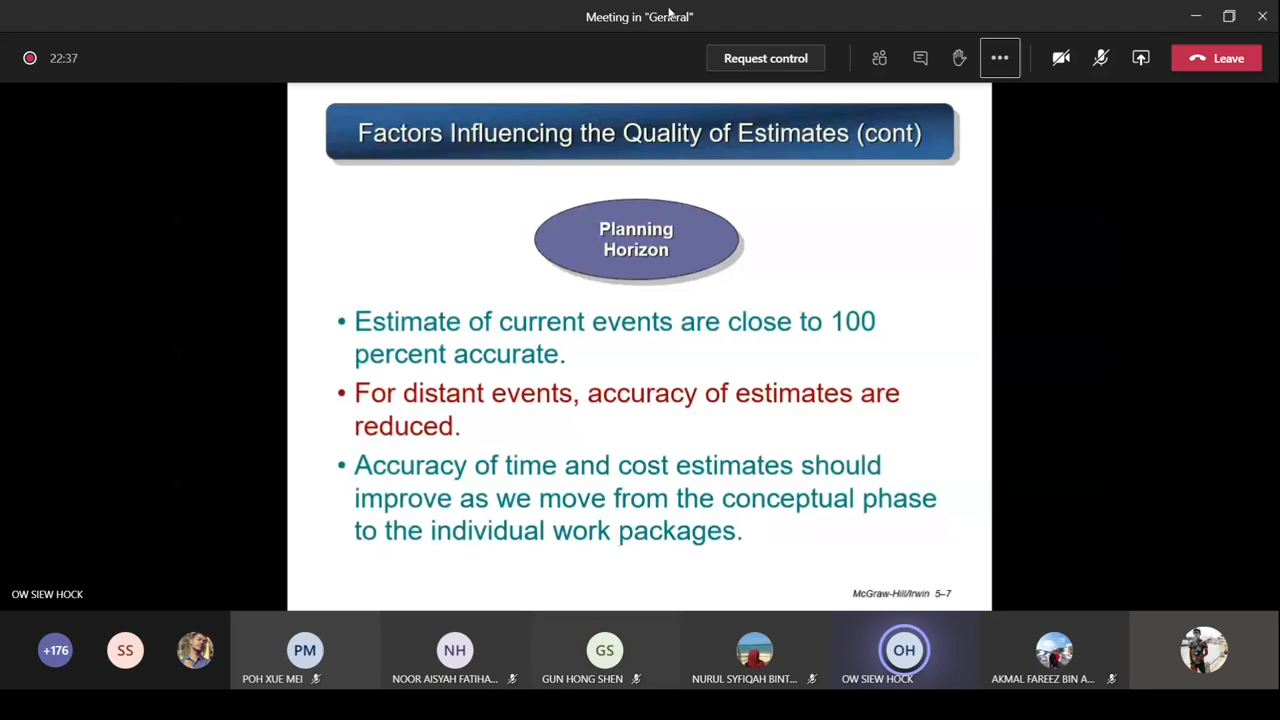 Meeting in "General"
22:37
Request control
Leave
Factors Influencing the Quality of Estimates (cont)
Planning
Horizon
• Estimate of current events are close to 100
percent accurate.
• For distant events, accuracy of estimates are
reduced.
• Accuracy of time and cost estimates should
improve as we move from the conceptual phase
to the individual work packages.
McGraw-Hill/Irwin 5–7
OW SIEW HOCK
+176
SS
PM
NH
GS
OH
POH XUE MEI
NOOR AISYAH FATIHA...
GUN HONG SHEN
NURUL SYFIQAH BINT...
OW SIEW HOCK
AKMAL FAREEZ BIN A...